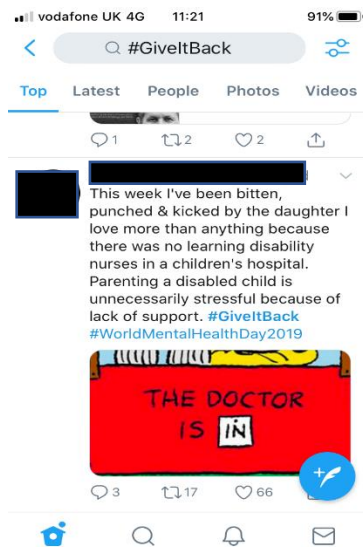 vodafone UK 4G 11:21 91%
#GiveItBack
Top Latest People Photos Videos
1 2 2
This week I've been bitten,
punched & kicked by the daughter I
love more than anything because
there was no learning disability
nurses in a children's hospital.
Parenting a disabled child is
unnecessarily stressful because of
lack of support. #GiveItBack
#WorldMentalHealthDay2019
THE DOCTOR
IS IN
3 17 66